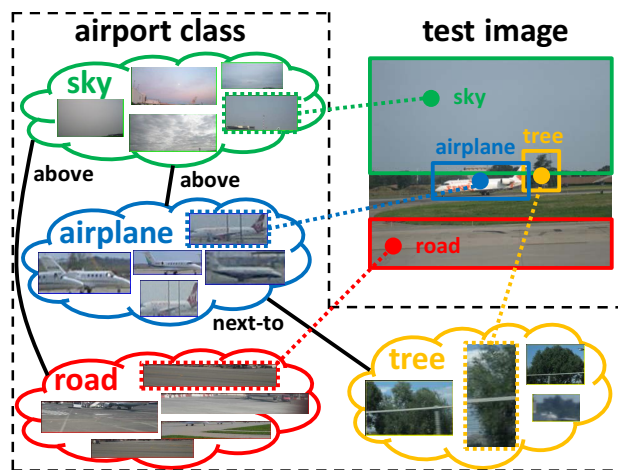 airport class
test image
sky
sky
airplane
tree
above
above
airplane
road
next-to
road
tree